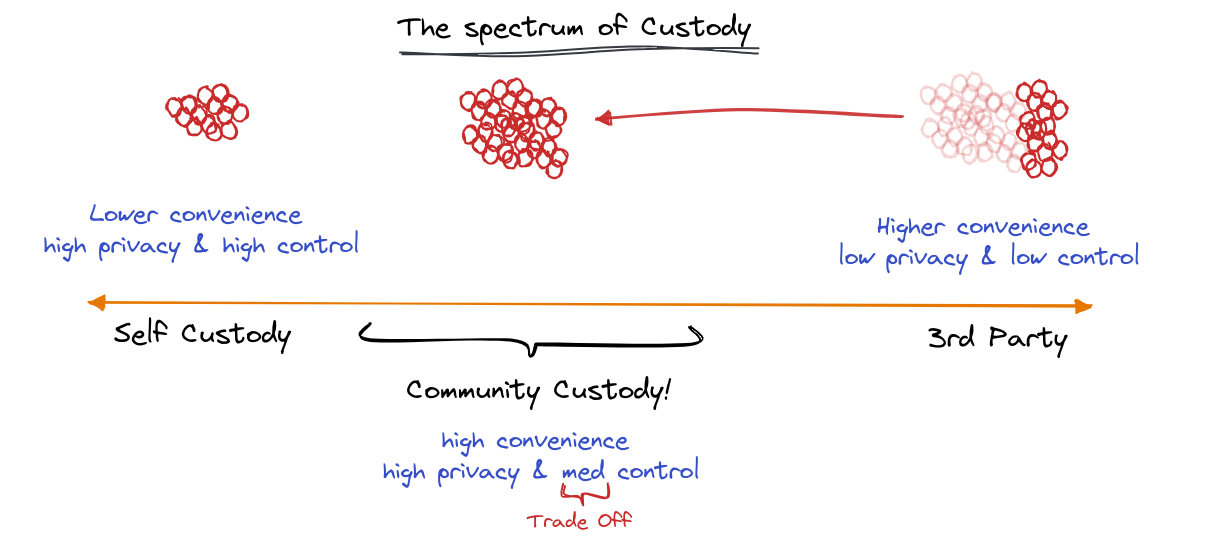 The spectrum of Custody
Lower convenience
high privacy & high control
Higher convenience
low privacy & low control
Self Custody
3rd Party
Community Custody!
high convenience
high privacy & med control
Trade Off